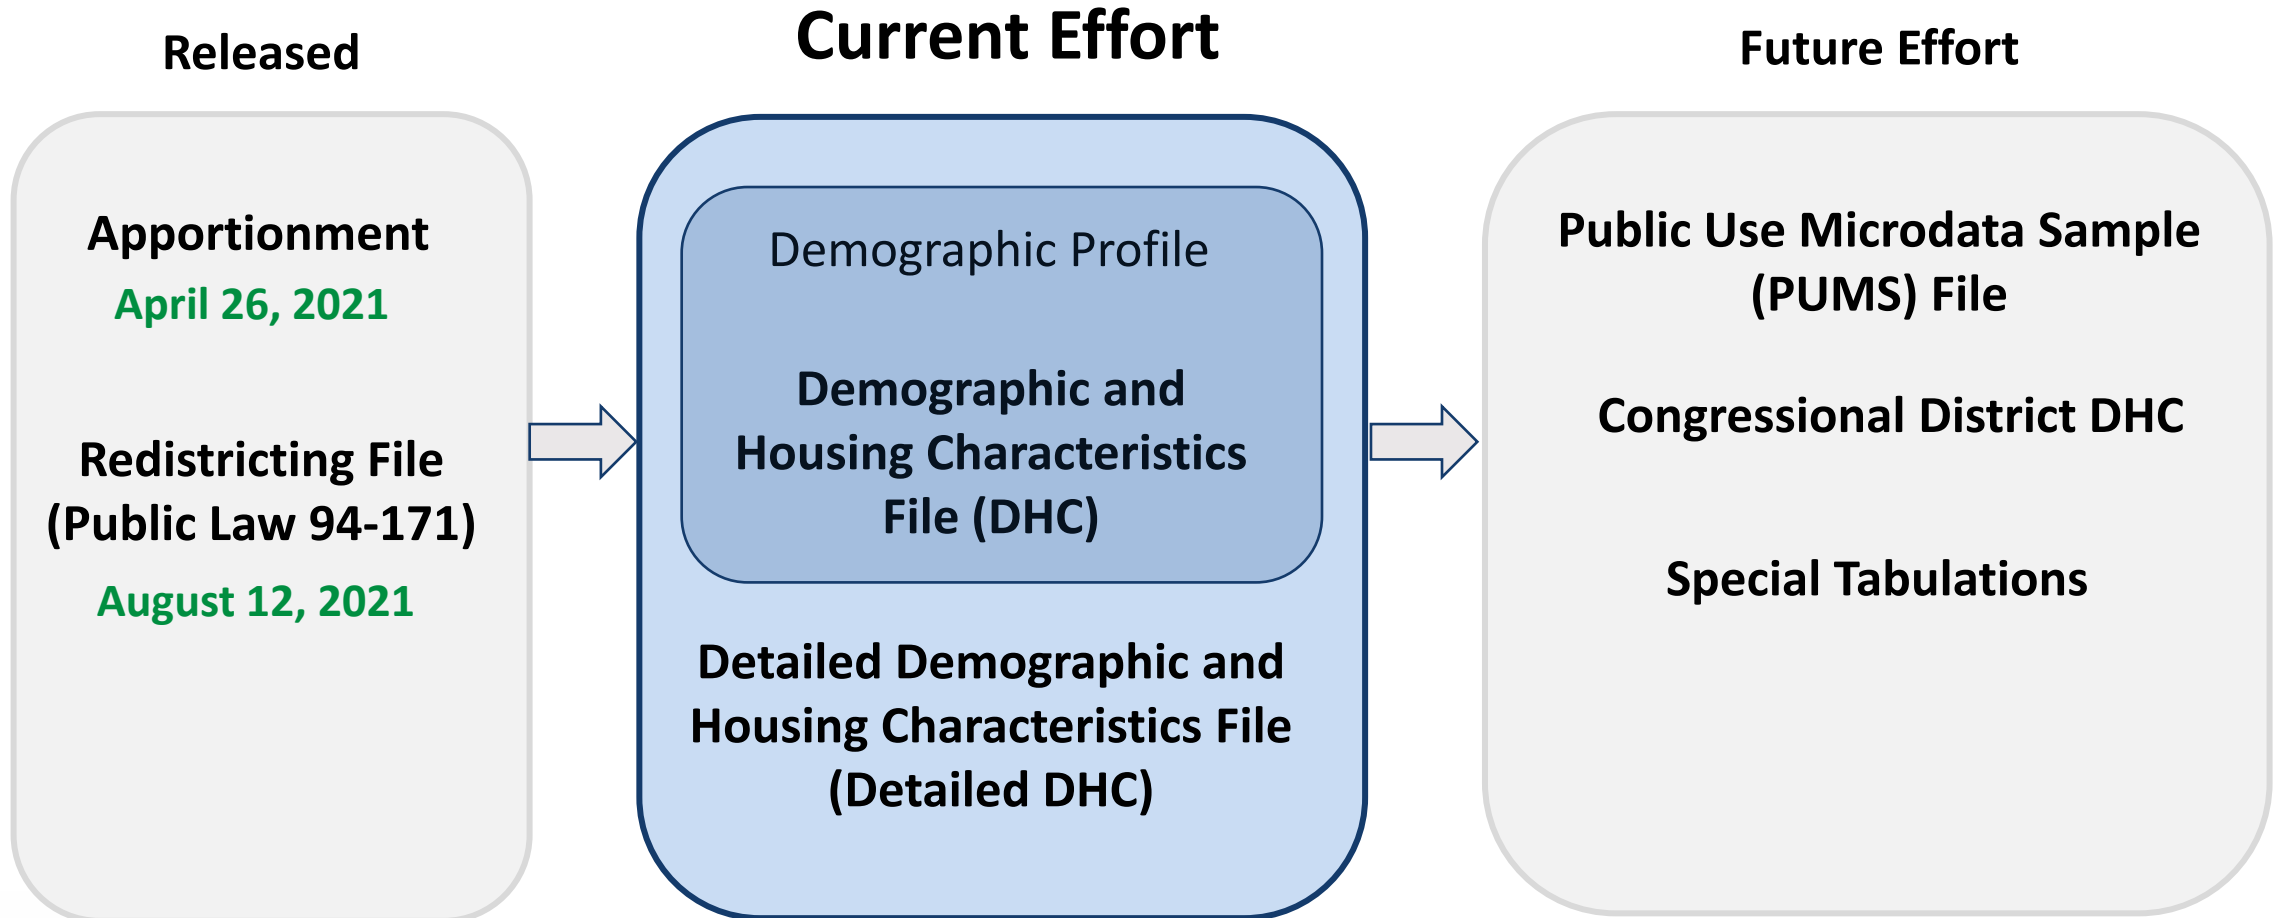 Released
Apportionment
April 26, 2021
Redistricting File
(Public Law 94-171)
August 12, 2021
Current Effort
Demographic Profile
Demographic and
Housing Characteristics
File (DHC)
Detailed Demographic and
Housing Characteristics File
(Detailed DHC)
Future Effort
Public Use Microdata Sample
(PUMS) File
Congressional District DHC
Special Tabulations